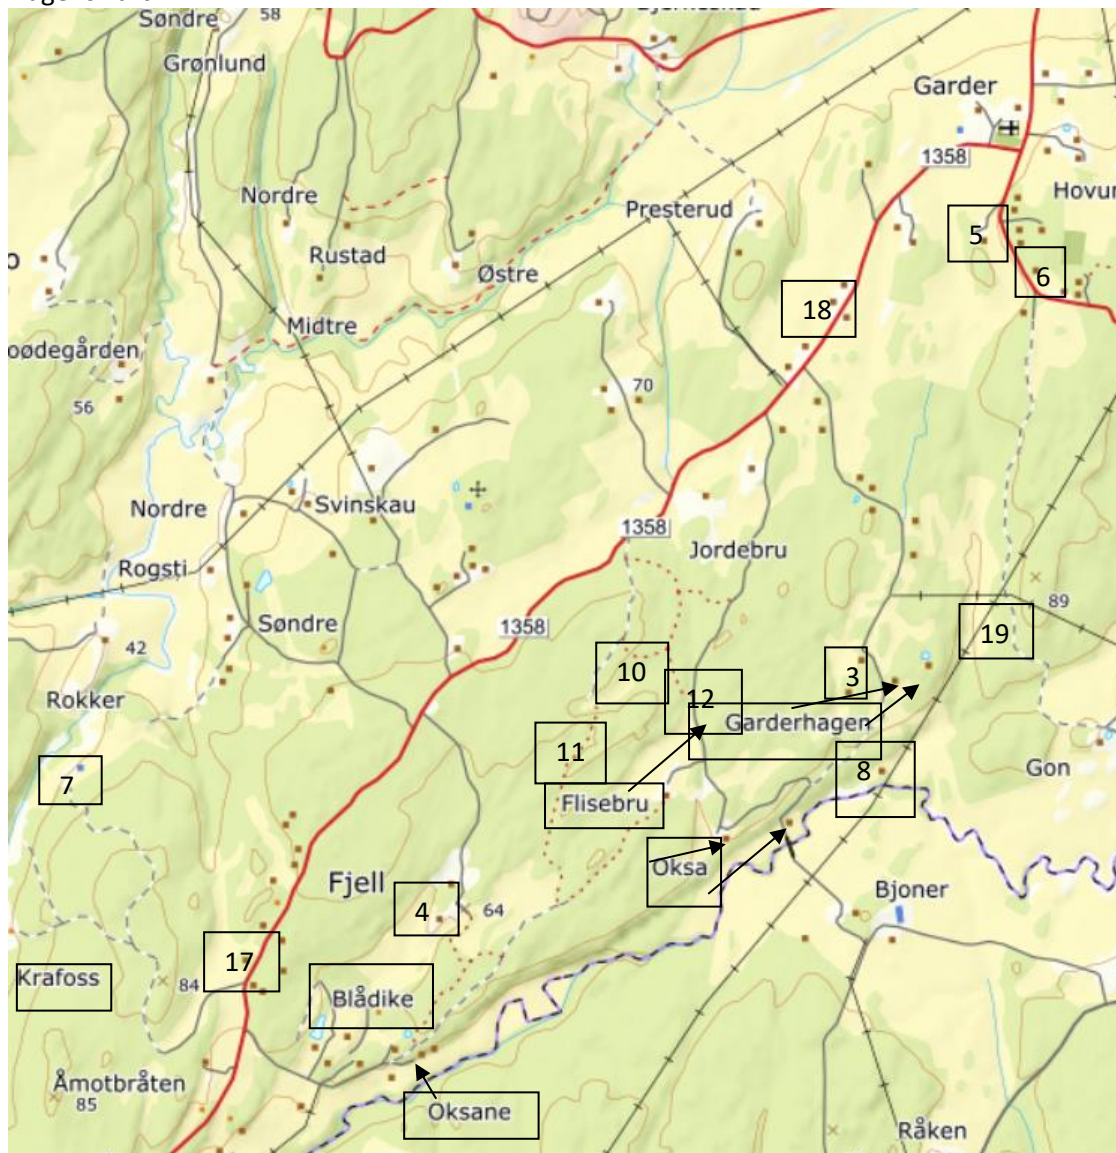 Søndre
58
Grønlund
Garder
1358
Nordre
Presterud
Rustad
5
Østre
6
18
Midtre
70
56
Nordre
Svinskau
1358
Jordebru
Rogsti
89
Søndre
1358
19
42
10
3
Rokker
12
Garderhagen
11
Gon
7
8
Flisebru
Oksa
Fjell
Bjoner
4
64
17
Krafoss
84
Blådike
Åmotbråten
85
Oksane
Råken